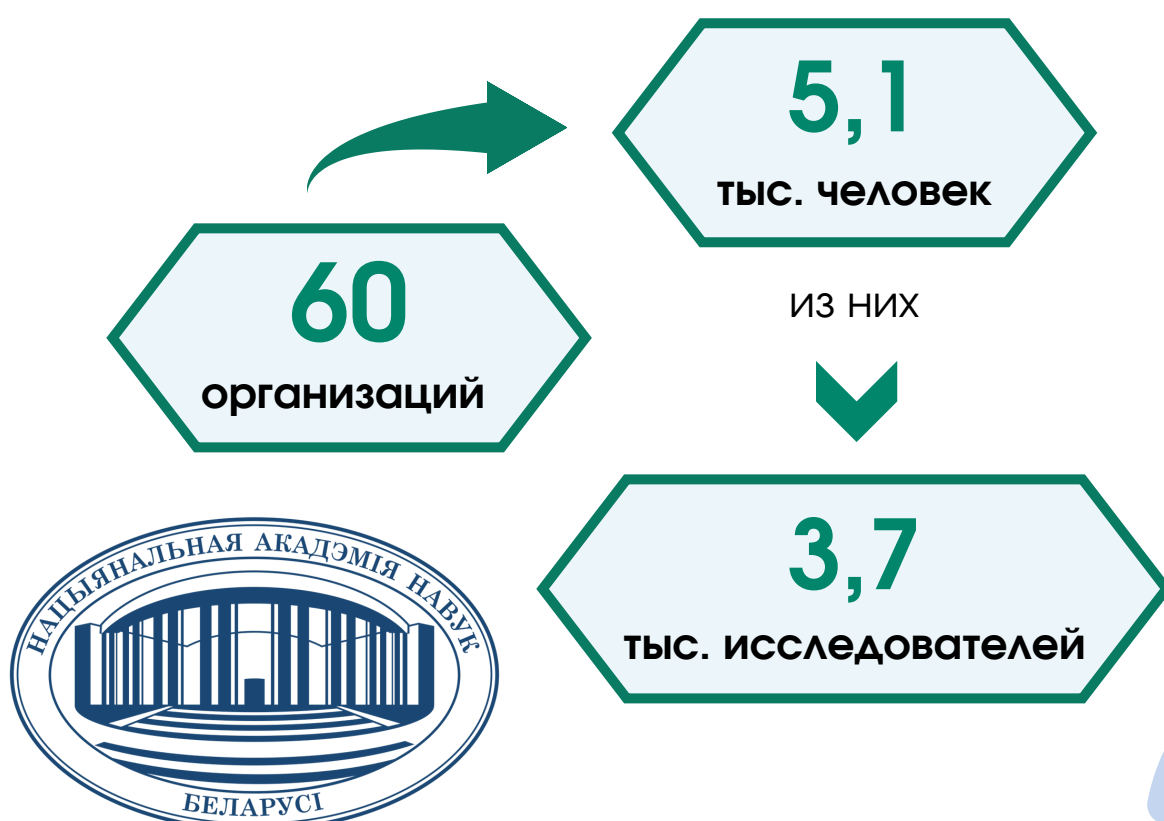 5,1
тыс. человек
60
организаций
из них
3,7
тыс. исследователей
НАЦЫЯНАЛЬНАЯ АКАДЭМІЯ НАВУК
БЕЛАРУСІ